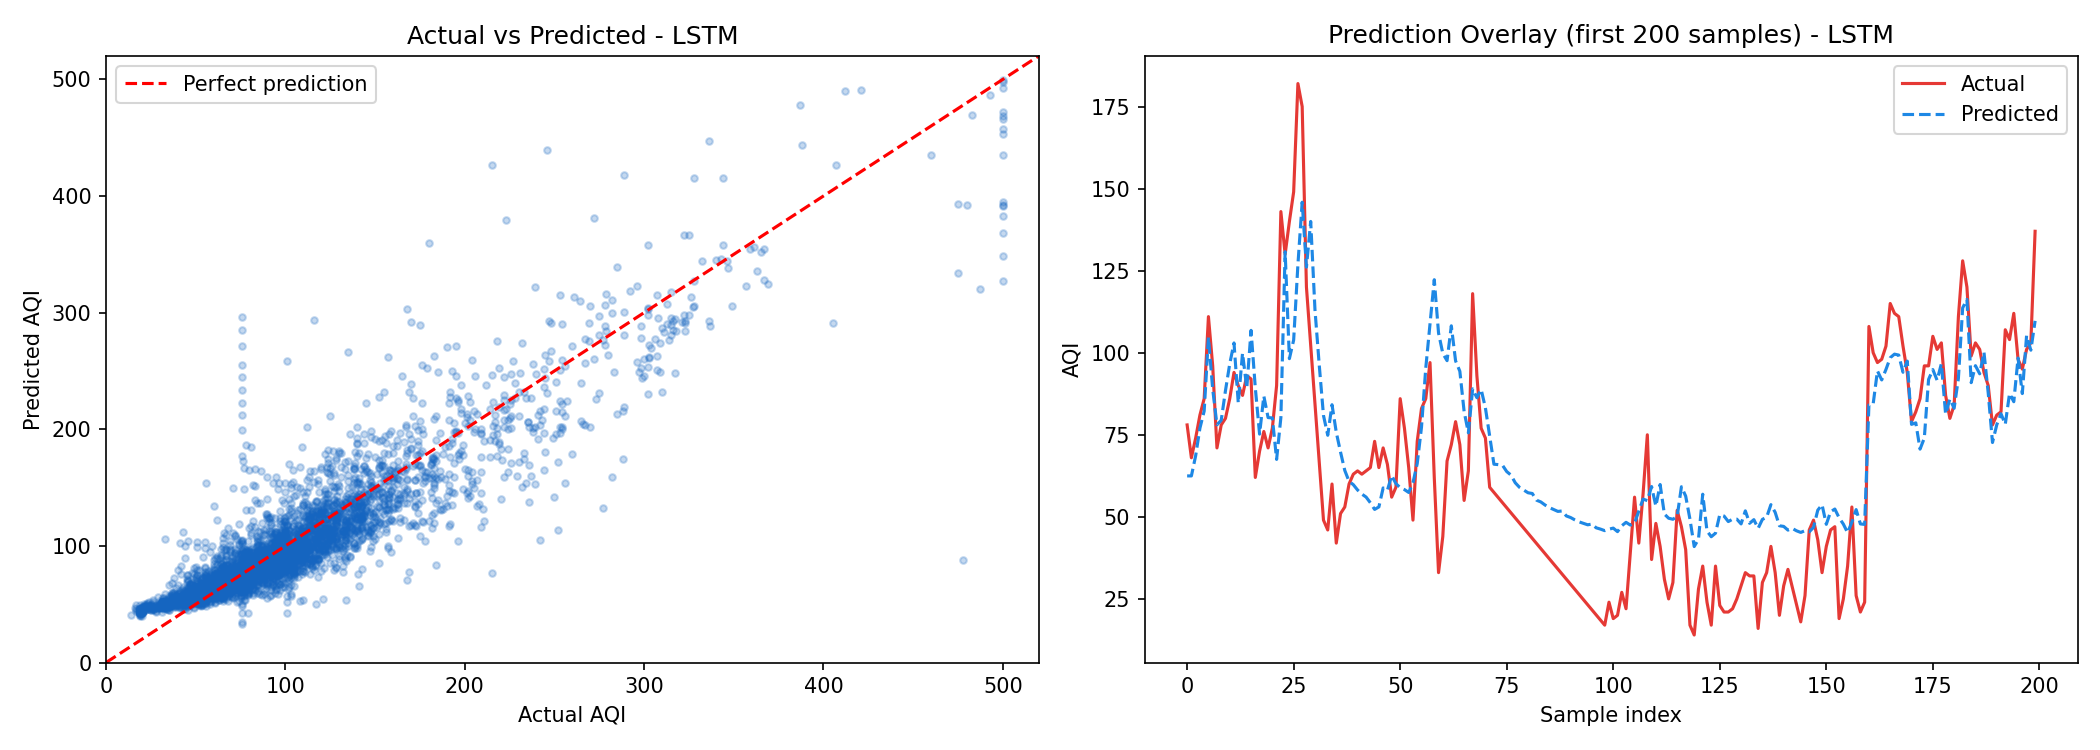 Actual vs Predicted - LSTM
Perfect prediction
Predicted AQI
500
400
300
200
100
0
0 100 200 300 400 500
Actual AQI
Prediction Overlay (first 200 samples) - LSTM
Actual
Predicted
AQI
175
150
125
100
75
50
25
0 25 50 75 100 125 150 175 200
Sample index